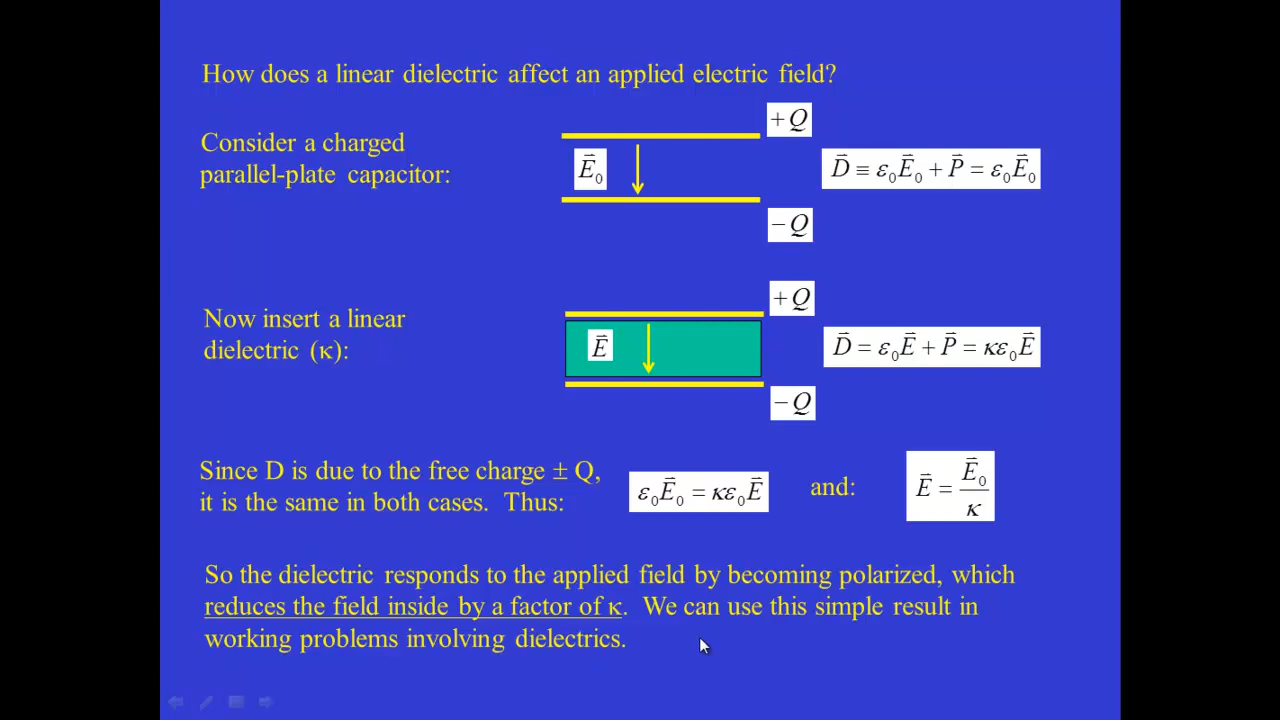 How does a linear dielectric affect an applied electric field?
Consider a charged
parallel-plate capacitor:
+Q
E⃗₀
D⃗ ≡ ε₀E⃗₀ + P⃗ = ε₀E⃗₀
−Q
Now insert a linear
dielectric (κ):
+Q
E⃗
D⃗ = ε₀E⃗ + P⃗ = κε₀E⃗
−Q
Since D is due to the free charge ± Q,
it is the same in both cases. Thus:
ε₀E⃗₀ = κε₀E⃗
and:
E⃗ = E⃗₀/κ
So the dielectric responds to the applied field by becoming polarized, which
reduces the field inside by a factor of κ. We can use this simple result in
working problems involving dielectrics.